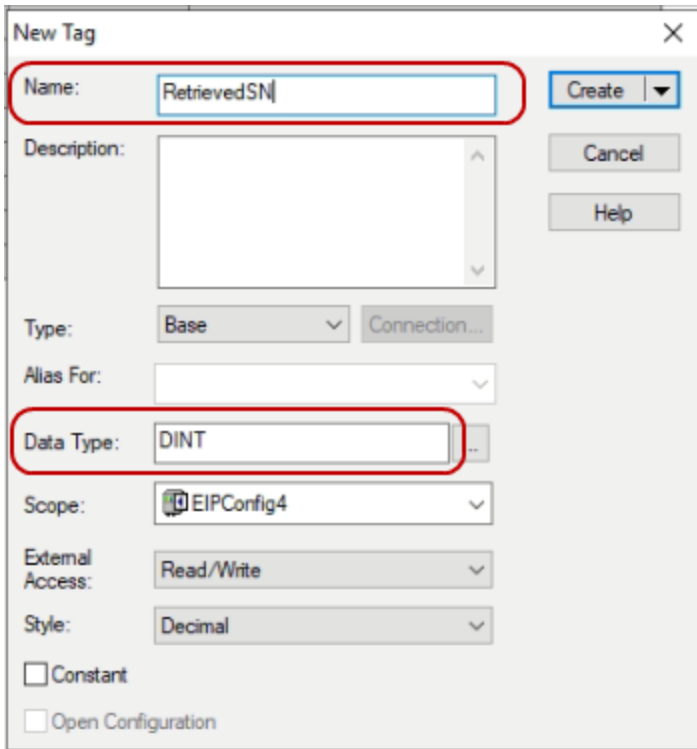 New Tag
Name: RetrievedSN Create
Description: Cancel
Help
Type: Base Connection...
Alias For:
Data Type: DINT ...
Scope: EIPConfig4
External
Access: Read/Write
Style: Decimal
Constant
Open Configuration